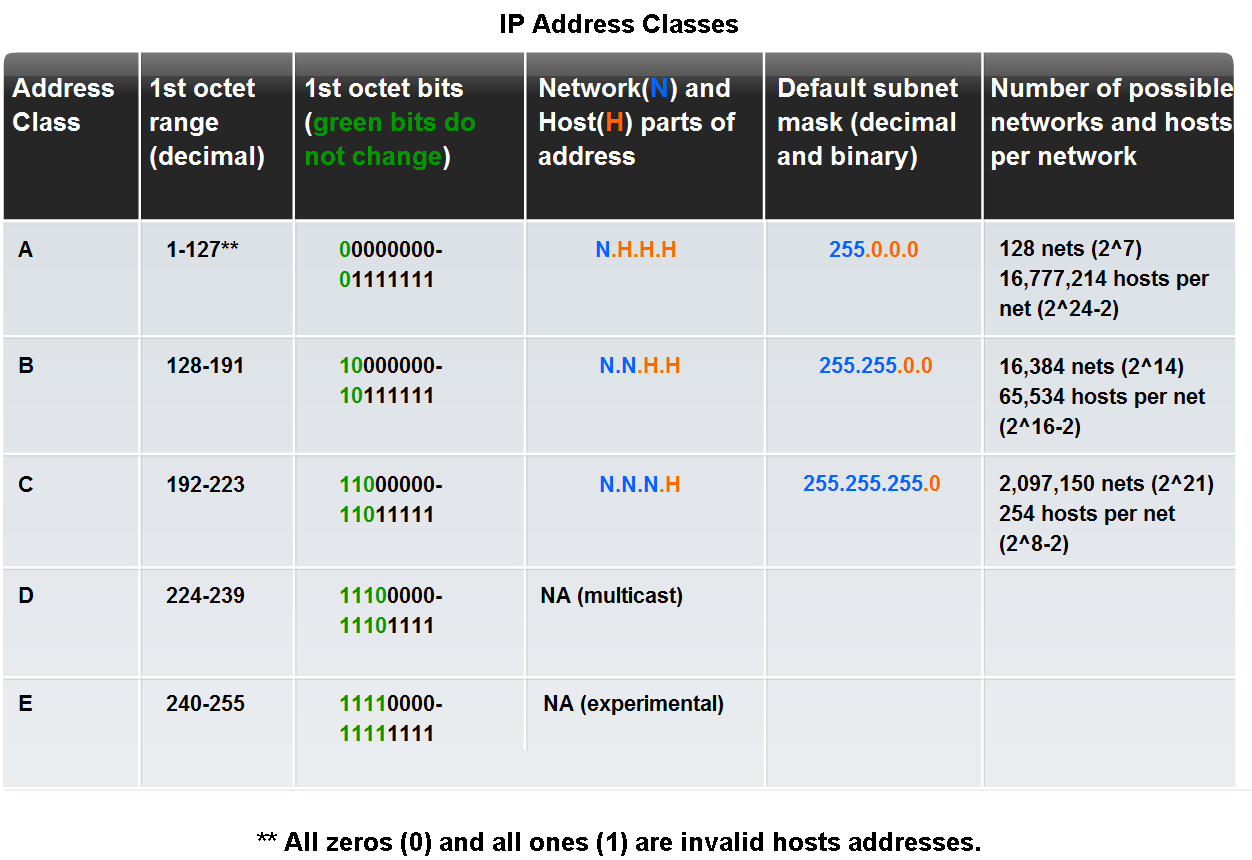 IP Address Classes
Address
Class
1st octet
range
(decimal)
1st octet bits
(green bits do
not change)
Network(N) and
Host(H) parts of
address
Default subnet
mask (decimal
and binary)
Number of possible
networks and hosts
per network
A
1-127**
00000000-
01111111
N.H.H.H
255.0.0.0
128 nets (2^7)
16,777,214 hosts per
net (2^24-2)
B
128-191
10000000-
10111111
N.N.H.H
255.255.0.0
16,384 nets (2^14)
65,534 hosts per net
(2^16-2)
C
192-223
11000000-
11011111
N.N.N.H
255.255.255.0
2,097,150 nets (2^21)
254 hosts per net
(2^8-2)
D
224-239
11100000-
11101111
NA (multicast)
E
240-255
11110000-
11111111
NA (experimental)
** All zeros (0) and all ones (1) are invalid hosts addresses.